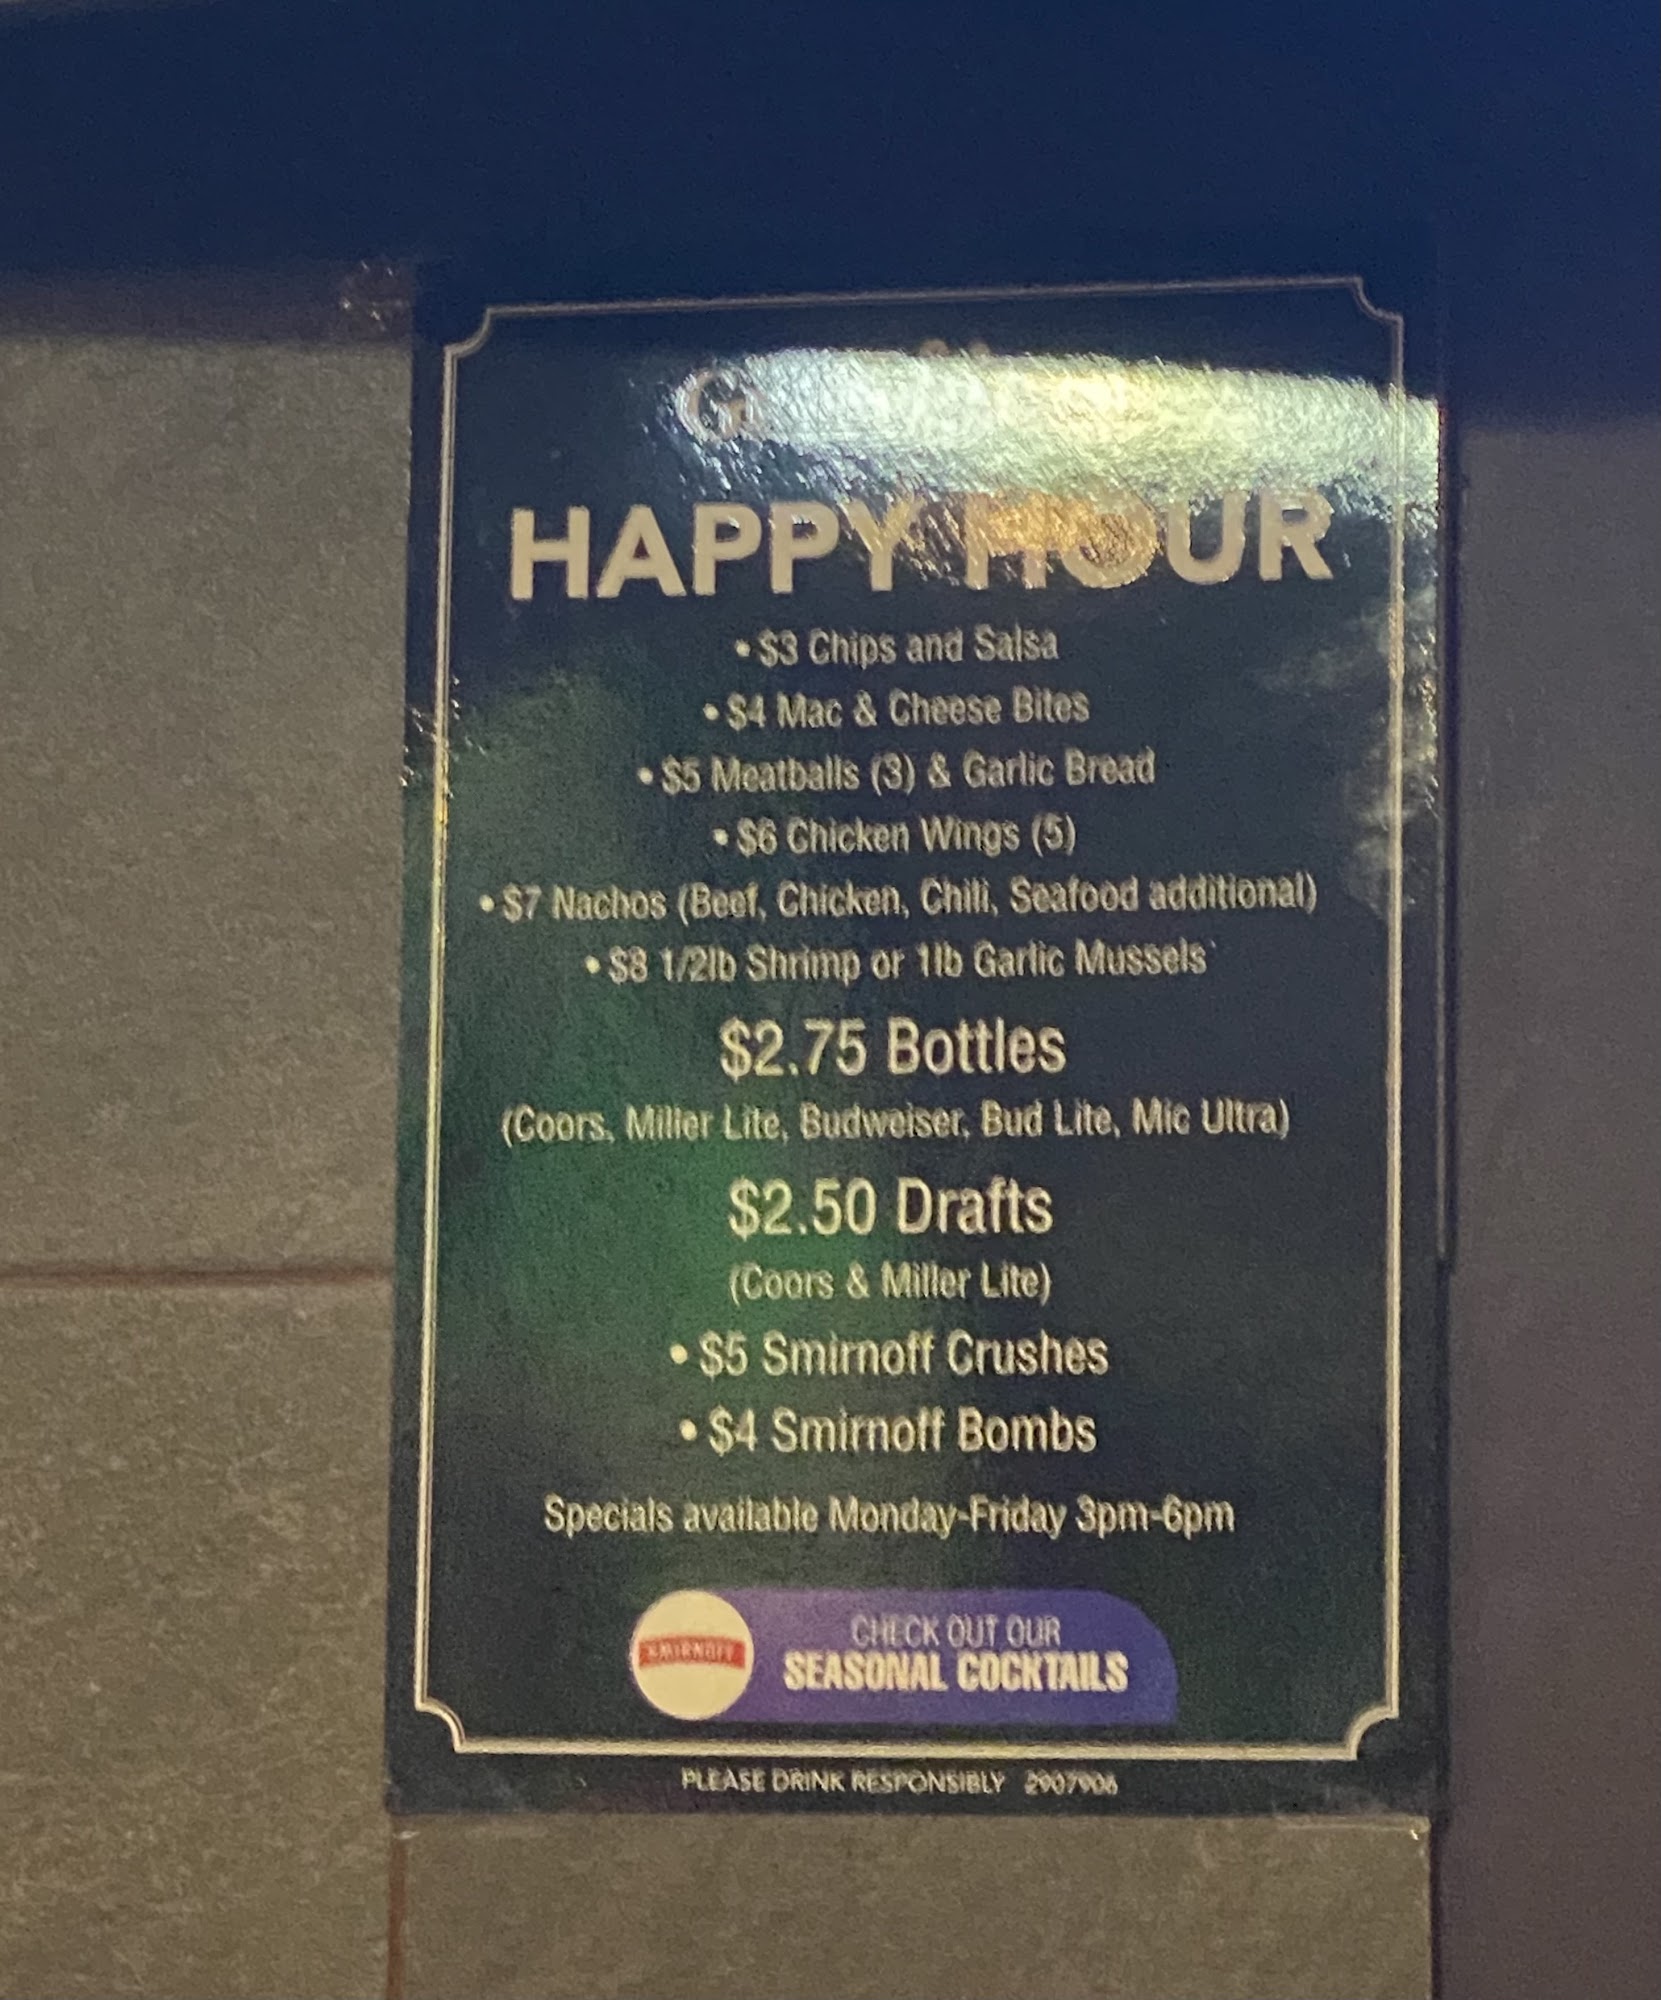 HAPPY HOUR
• $3 Chips and Salsa
• $4 Mac & Cheese Bites
• $5 Meatballs (3) & Garlic Bread
• $6 Chicken Wings (5)
• $7 Nachos (Beef, Chicken, Chili, Seafood additional)
• $8 1/2lb Shrimp or 1lb Garlic Mussels
$2.75 Bottles
(Coors, Miller Lite, Budweiser, Bud Lite, Mic Ultra)
$2.50 Drafts
(Coors & Miller Lite)
• $5 Smirnoff Crushes
• $4 Smirnoff Bombs
Specials available Monday-Friday 3pm-6pm
SMIRNOFF
CHECK OUT OUR
SEASONAL COCKTAILS
PLEASE DRINK RESPONSIBLY 2907906